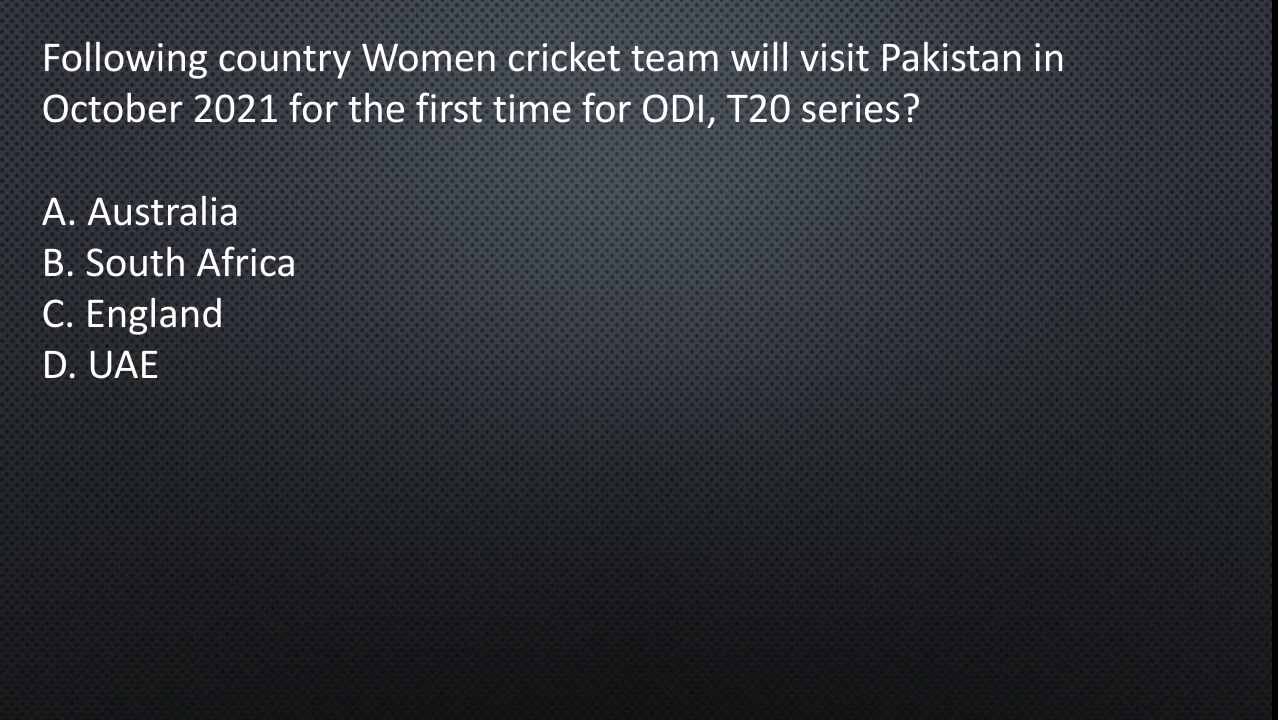 Following country Women cricket team will visit Pakistan in
October 2021 for the first time for ODI, T20 series?
A. Australia
B. South Africa
C. England
D. UAE